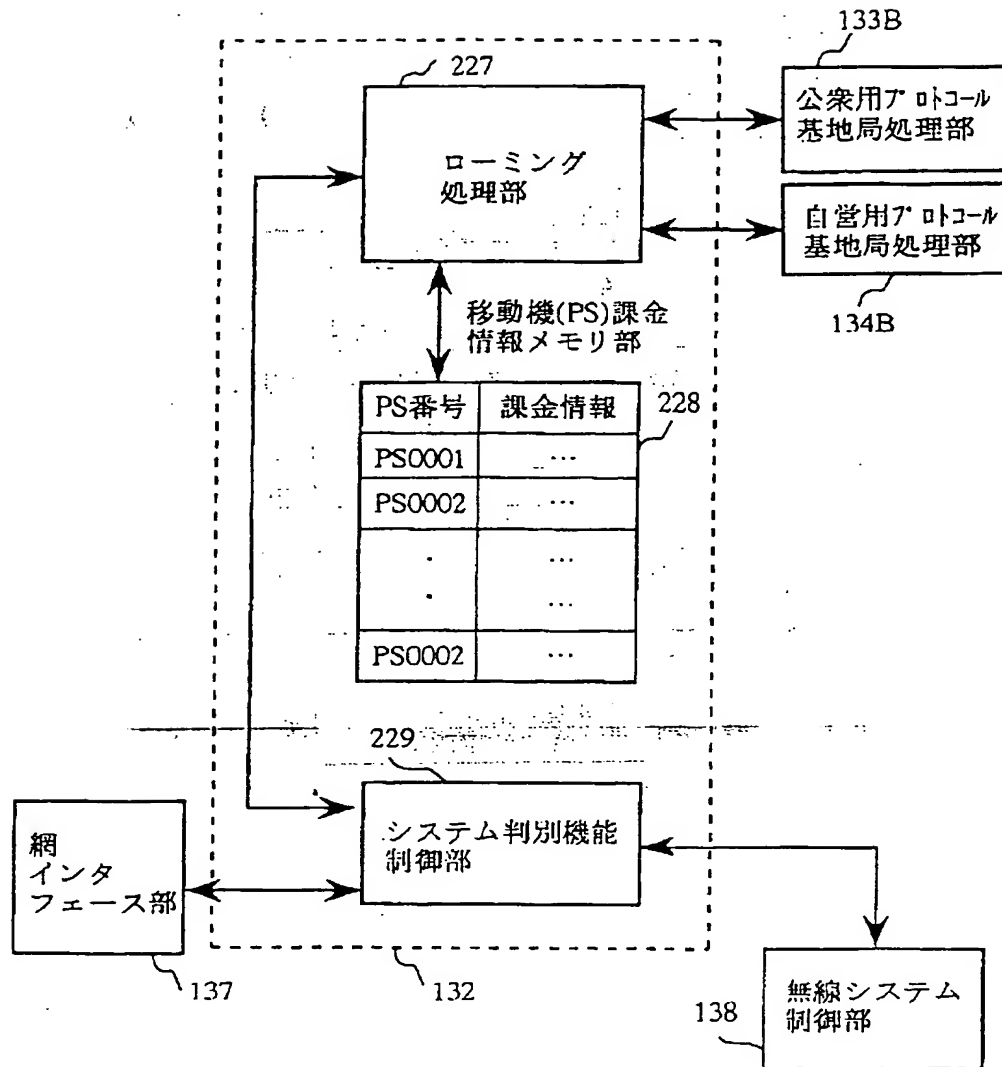 133B
227
公衆用プロトコール
基地局処理部
ローミング
処理部
自営用プロトコール
基地局処理部
134B
移動機(PS)課金
情報メモリ部
PS番号 課金情報
228
PS0001 …
PS0002 …
・ …
・ …
PS0002 …
229
システム判別機能
制御部
網
インタ
フェース部
137
132
無線システム
制御部
138